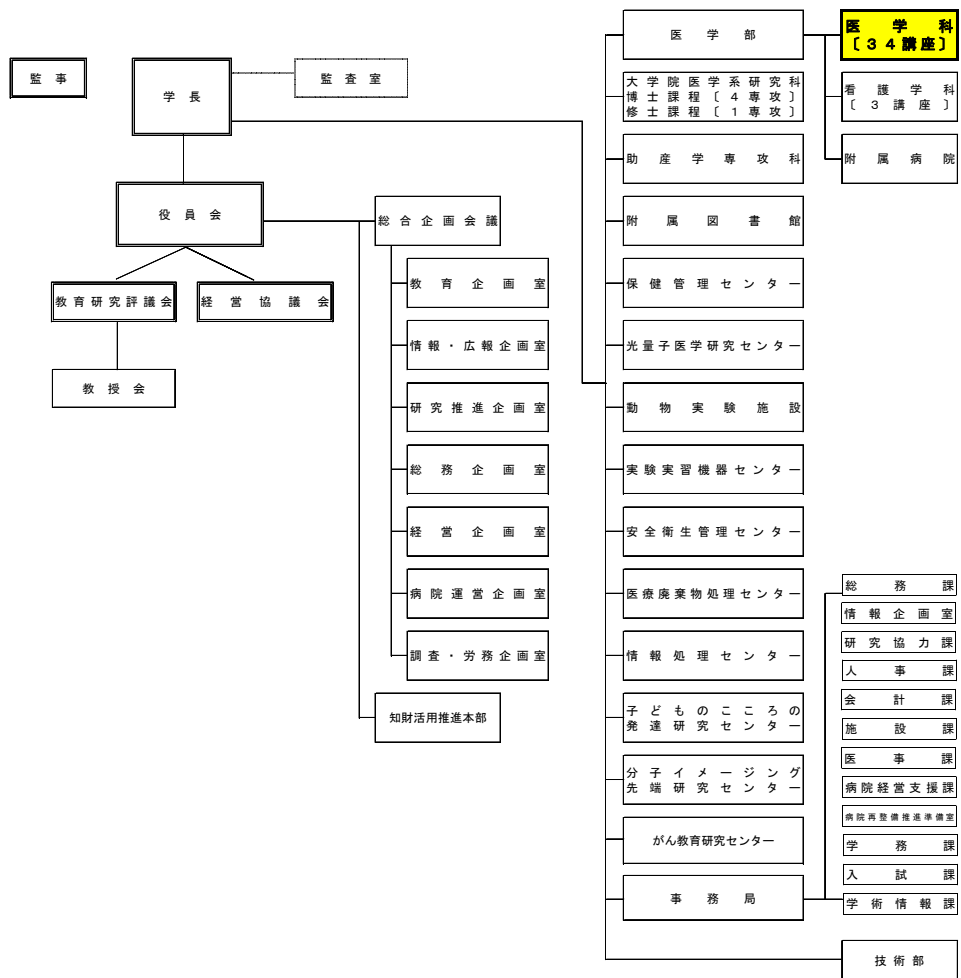 監事
学長
監査室
役員会
教育研究評議会
経営協議会
教授会
総合企画会議
教育企画室
情報・広報企画室
研究推進企画室
総務企画室
経営企画室
病院運営企画室
調査・労務企画室
知財活用推進本部
医学部
大学院医学系研究科
博士課程〔4専攻〕
修士課程〔1専攻〕
助産学専攻科
附属図書館
保健管理センター
光量子医学研究センター
動物実験施設
実験実習機器センター
安全衛生管理センター
医療廃棄物処理センター
情報処理センター
子どものこころの
発達研究センター
分子イメージング
先端研究センター
がん教育研究センター
事務局
医学科
〔34講座〕
看護学科
〔3講座〕
附属病院
総務課
情報企画室
研究協力課
人事課
会計課
施設課
医事課
病院経営支援課
病院再整備推進準備室
学務課
入試課
学術情報課
技術部